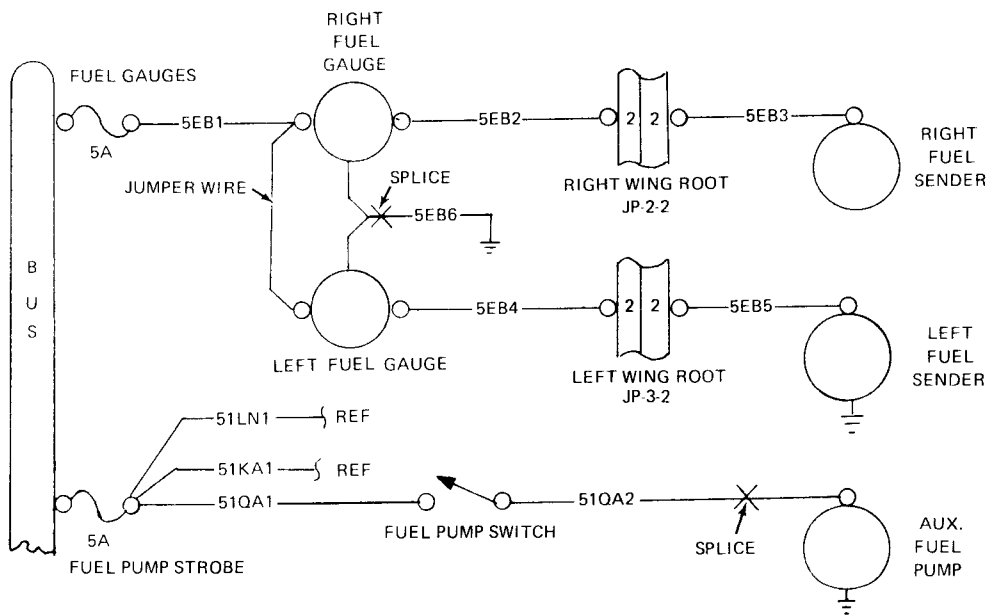 RIGHT
FUEL
GAUGE
FUEL GAUGES
5EB1
5A
5EB2
2 2
5EB3
RIGHT
FUEL
SENDER
JUMPER WIRE
SPLICE
RIGHT WING ROOT
JP-2-2
5EB6
B
U
S
5EB4
2 2
5EB5
LEFT FUEL GAUGE
LEFT WING ROOT
JP-3-2
LEFT
FUEL
SENDER
51LN1
REF
51KA1
REF
51QA1
51QA2
5A
FUEL PUMP SWITCH
SPLICE
AUX.
FUEL
PUMP
FUEL PUMP STROBE